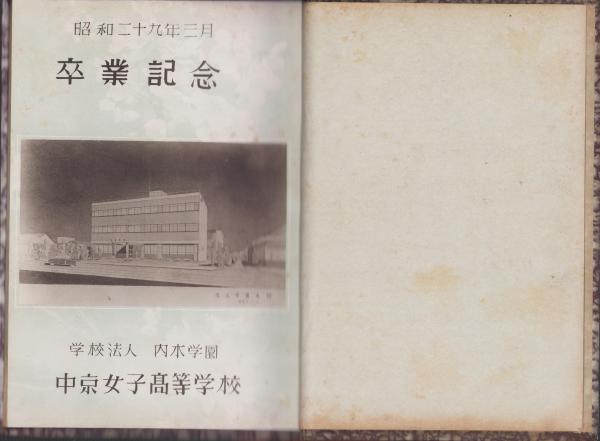 昭和二十九年三月
卒業記念
学校法人 内木学園
中京女子高等学校